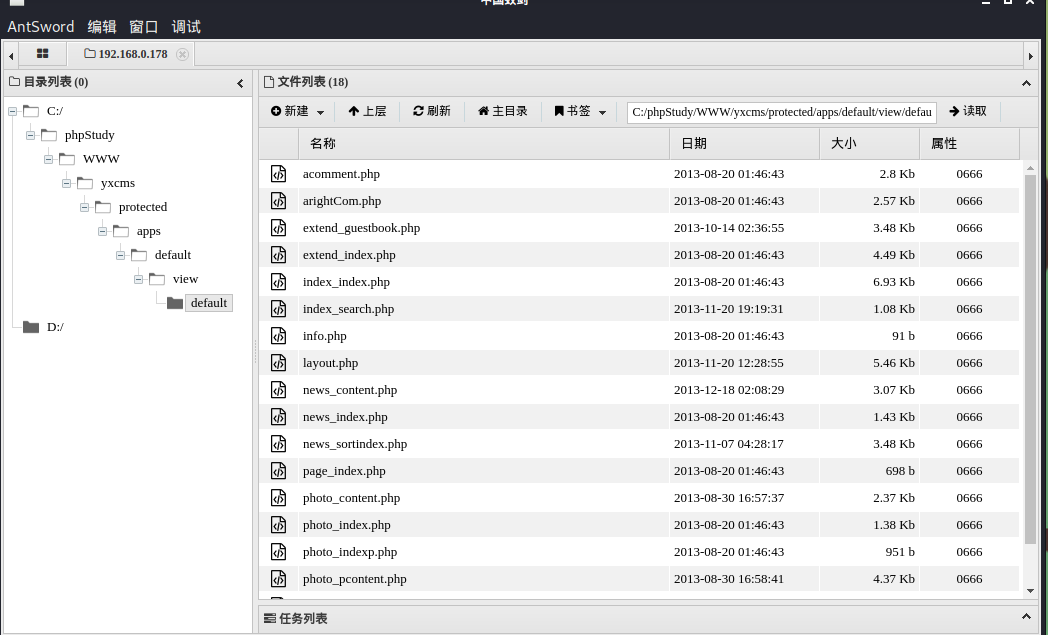 AntSword 编辑 窗口 调试
192.168.0.178
目录列表 (0)
C:/
phpStudy
WWW
yxcms
protected
apps
default
view
default
D:/
文件列表 (18)
新建 上层 刷新 主目录 书签 C:/phpStudy/WWW/yxcms/protected/apps/default/view/defau 读取
名称 日期 大小 属性
acomment.php 2013-08-20 01:46:43 2.8 Kb 0666
arightCom.php 2013-08-20 01:46:43 2.57 Kb 0666
extend_guestbook.php 2013-10-14 02:36:55 3.48 Kb 0666
extend_index.php 2013-08-20 01:46:43 4.49 Kb 0666
index_index.php 2013-08-20 01:46:43 6.93 Kb 0666
index_search.php 2013-11-20 19:19:31 1.08 Kb 0666
info.php 2013-08-20 01:46:43 91 b 0666
layout.php 2013-11-20 12:28:55 5.46 Kb 0666
news_content.php 2013-12-18 02:08:29 3.07 Kb 0666
news_index.php 2013-08-20 01:46:43 1.43 Kb 0666
news_sortindex.php 2013-11-07 04:28:17 3.48 Kb 0666
page_index.php 2013-08-20 01:46:43 698 b 0666
photo_content.php 2013-08-30 16:57:37 2.37 Kb 0666
photo_index.php 2013-08-20 01:46:43 1.38 Kb 0666
photo_indexp.php 2013-08-20 01:46:43 951 b 0666
photo_pcontent.php 2013-08-30 16:58:41 4.37 Kb 0666
任务列表